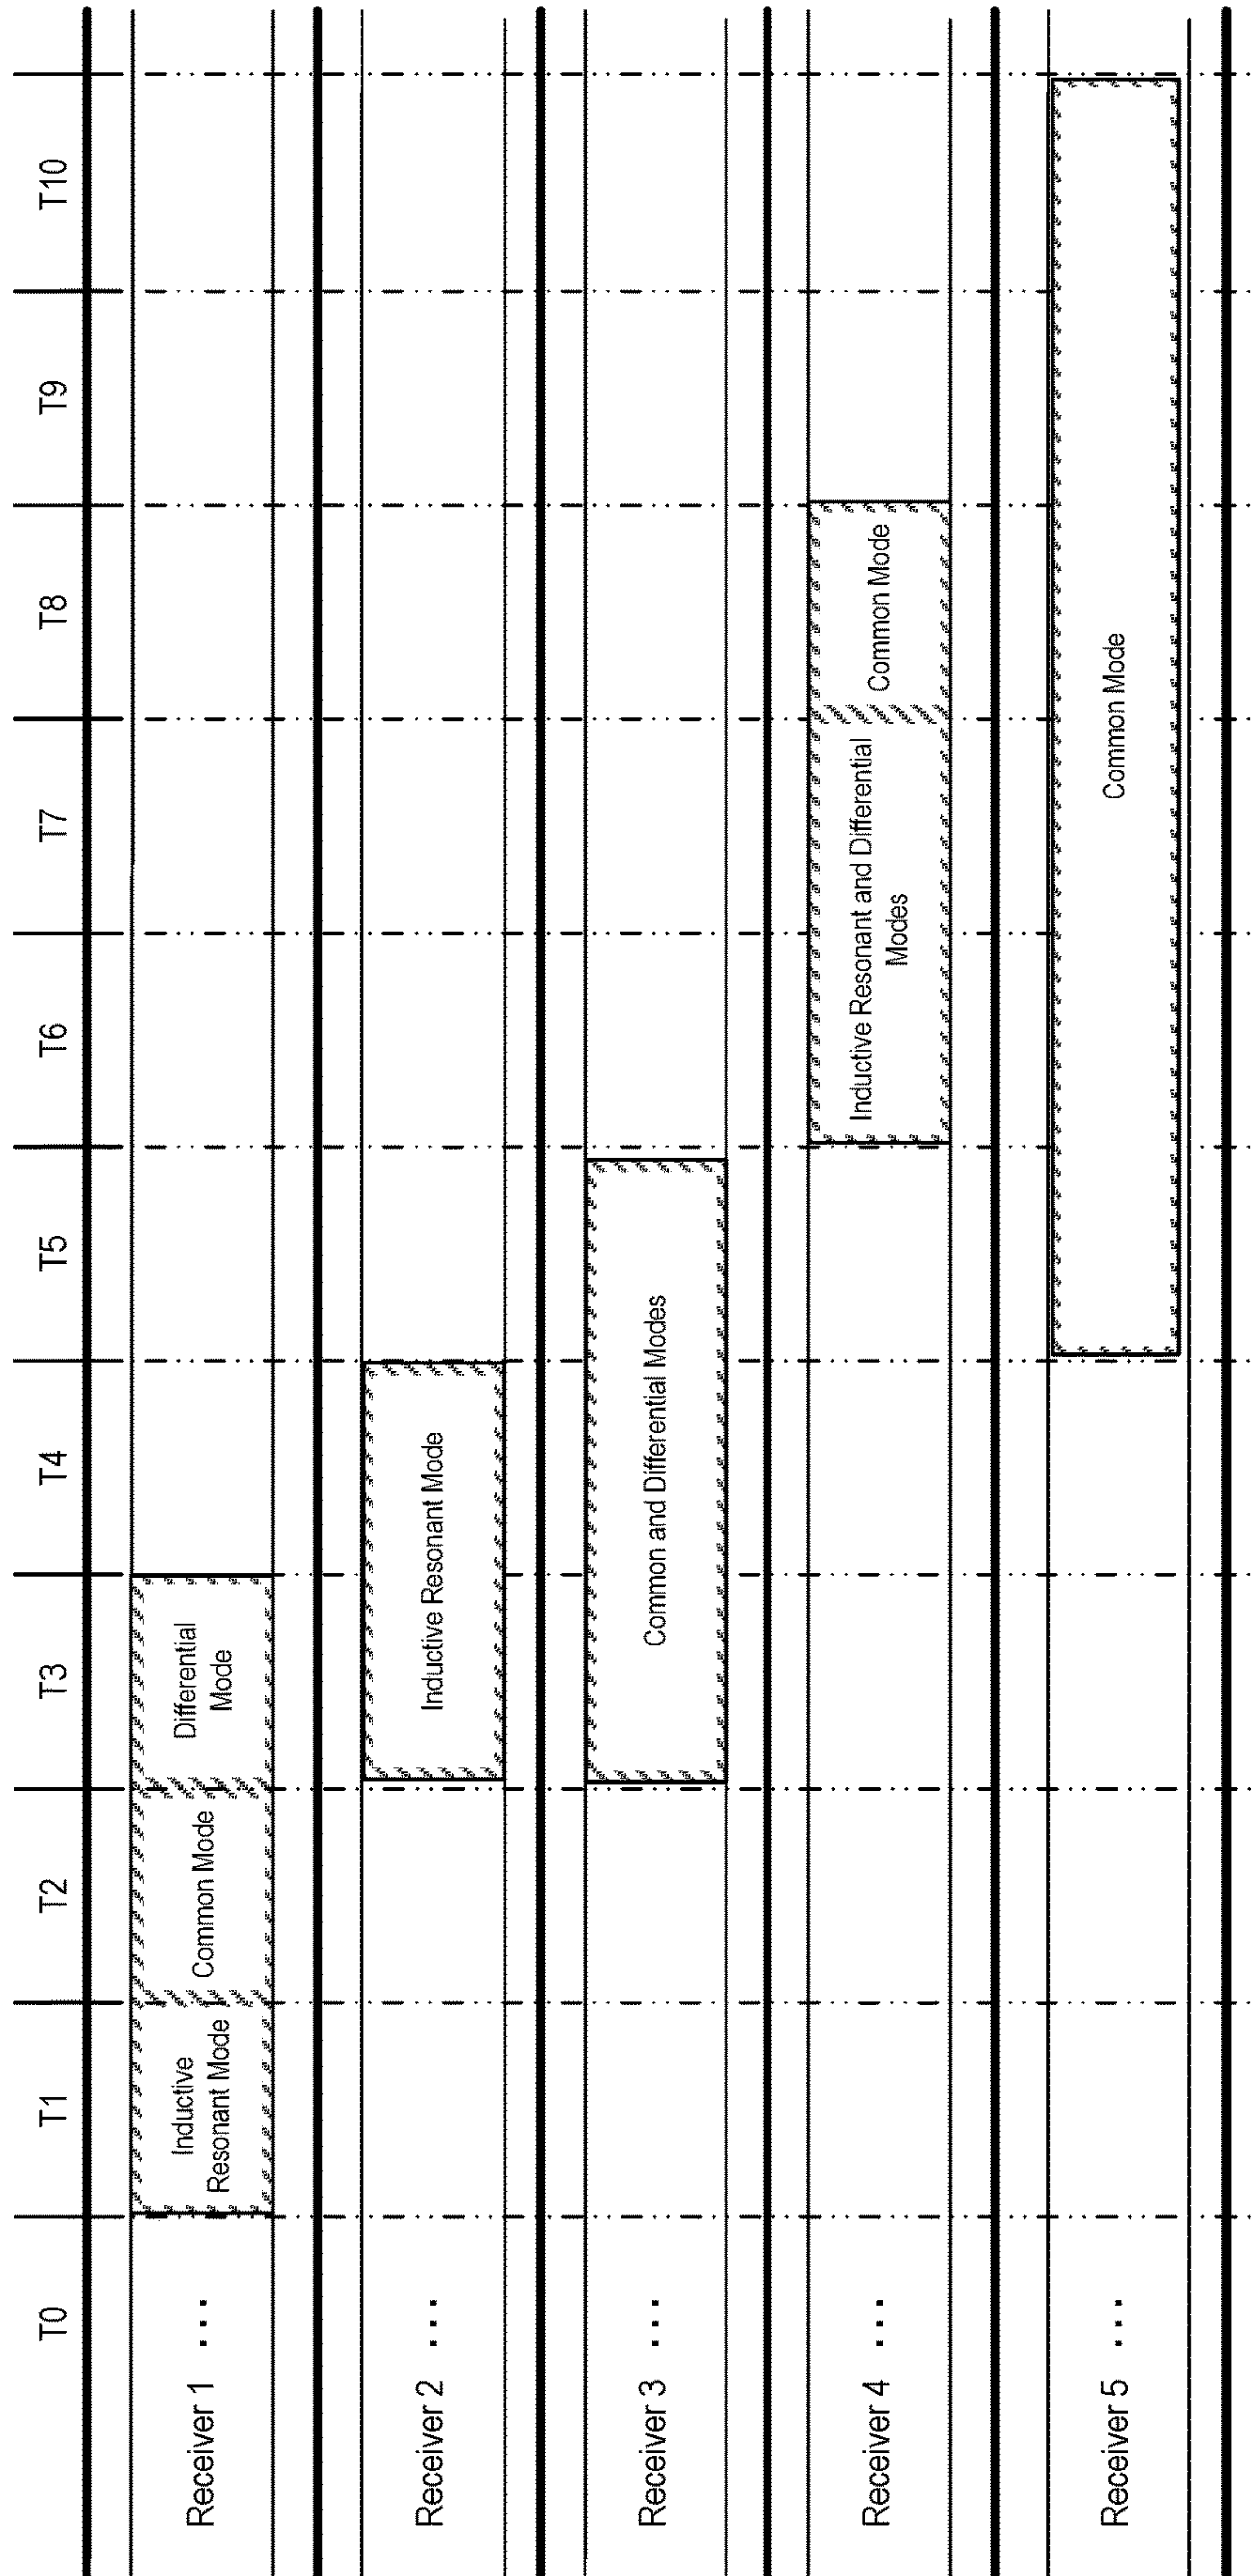 T0 T1 T2 T3 T4 T5 T6 T7 T8 T9 T10
Receiver 1 ...
Inductive
Resonant Mode
Common Mode
Differential
Mode
Receiver 2 ...
Inductive Resonant Mode
Receiver 3 ...
Common and Differential Modes
Receiver 4 ...
Inductive Resonant and Differential
Modes
Common Mode
Receiver 5 ...
Common Mode